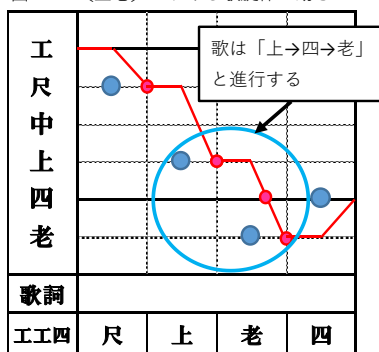 工
尺
中
上
四
老
歌は「上→四→老」
と進行する
歌詞
工工四 尺 上 老 四